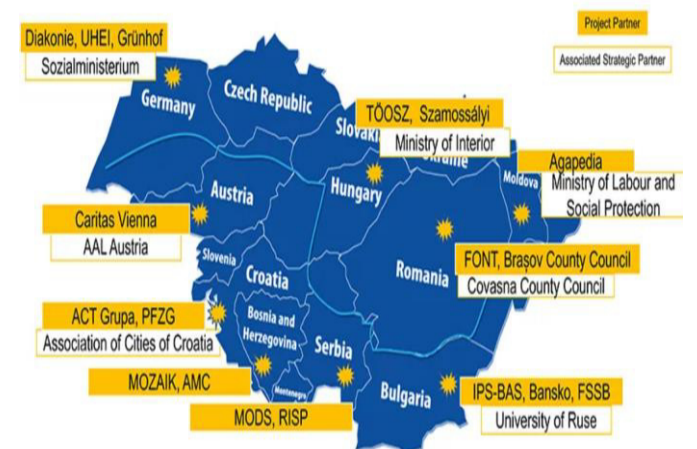 Project Partner
Associated Strategic Partner
Diakonie, UHEI, Grünhof
Sozialministerium
Germany
Czech Republic
TÖOSZ, Szamossályi
Ministry of Interior
Hungary
Agapedia
Moldova
Ministry of Labour and
Social Protection
Austria
Caritas Vienna
AAL Austria
Slovenia
Croatia
Romania
FONT, Brașov County Council
Covasna County Council
ACT Grupa, PFZG
Association of Cities of Croatia
Bosnia and
Herzegovina
Serbia
MOZAIK, AMC
Montenegro
MODS, RISP
Bulgaria
IPS-BAS, Bansko, FSSB
University of Ruse